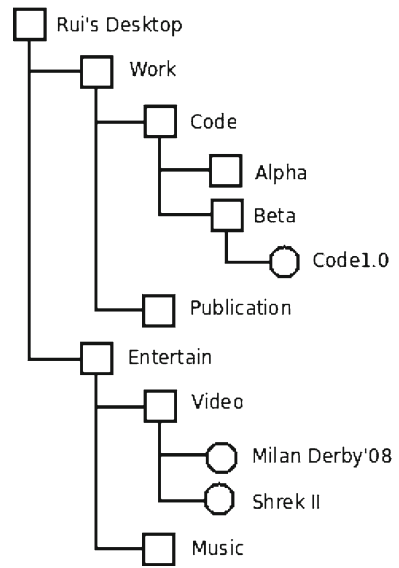 Rui's Desktop
Work
Code
Alpha
Beta
Code1.0
Publication
Entertain
Video
Milan Derby'08
Shrek II
Music